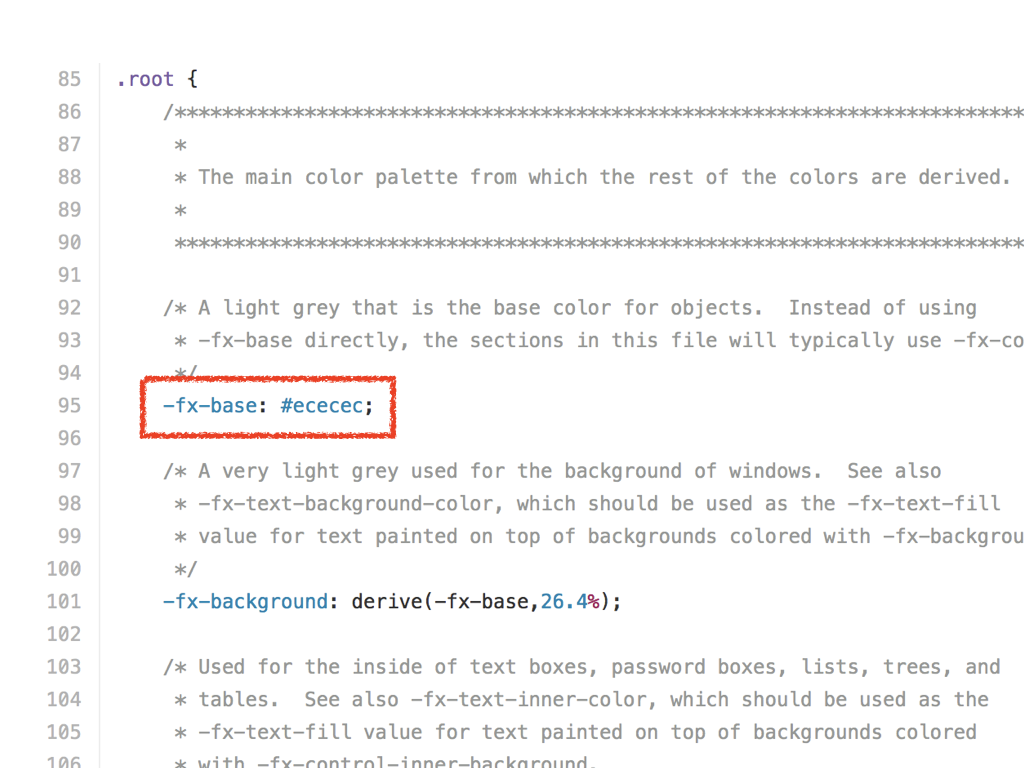 85 .root {
86 /************************************************************************
87 *
88 * The main color palette from which the rest of the colors are derived.
89 *
90 ************************************************************************
91
92 /* A light grey that is the base color for objects.  Instead of using
93 * -fx-base directly, the sections in this file will typically use -fx-co
94 */
95 -fx-base: #ececec;
96
97 /* A very light grey used for the background of windows.  See also
98 * -fx-text-background-color, which should be used as the -fx-text-fill
99 * value for text painted on top of backgrounds colored with -fx-backgrou
100 */
101 -fx-background: derive(-fx-base,26.4%);
102
103 /* Used for the inside of text boxes, password boxes, lists, trees, and
104 * tables.  See also -fx-text-inner-color, which should be used as the
105 * -fx-text-fill value for text painted on top of backgrounds colored
106 * with -fx-control-inner-background.